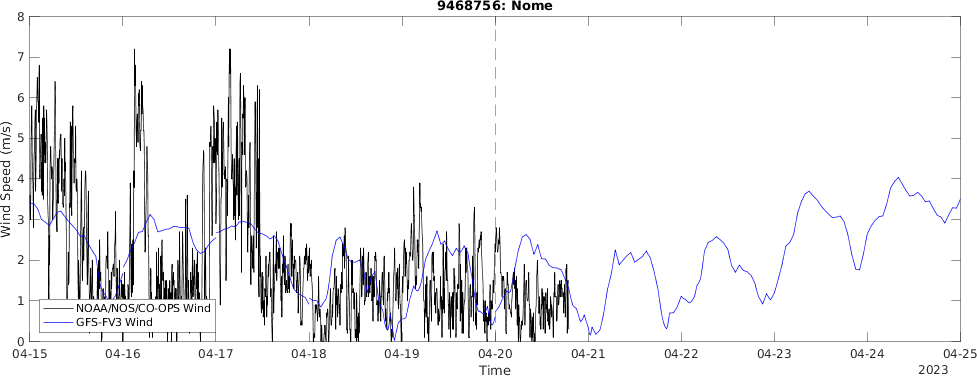 9468756: Nome
8
7
6
5
4
3
2
1
0
Wind Speed (m/s)
NOAA/NOS/CO-OPS Wind
GFS-FV3 Wind
04-15 04-16 04-17 04-18 04-19 04-20 04-21 04-22 04-23 04-24 04-25
Time
2023